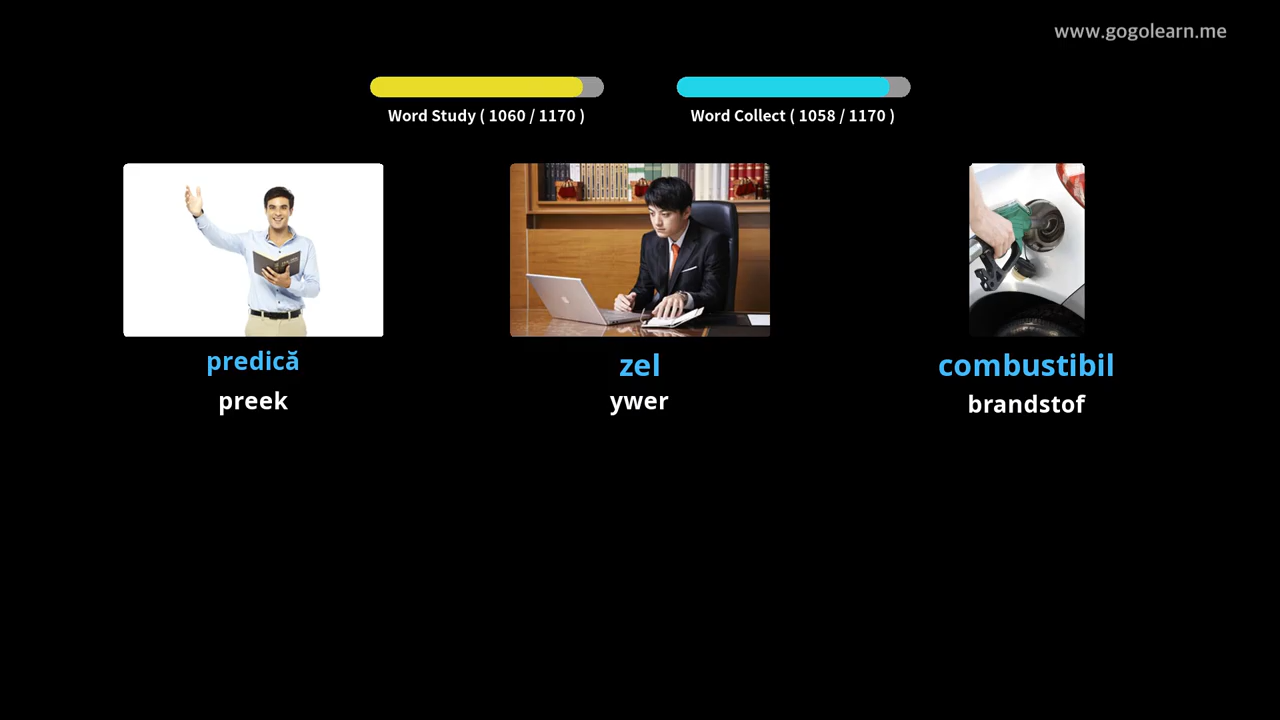 www.gogolearn.me
Word Study ( 1060 / 1170 )
Word Collect ( 1058 / 1170 )
predică
zel
combustibil
preek
ywer
brandstof